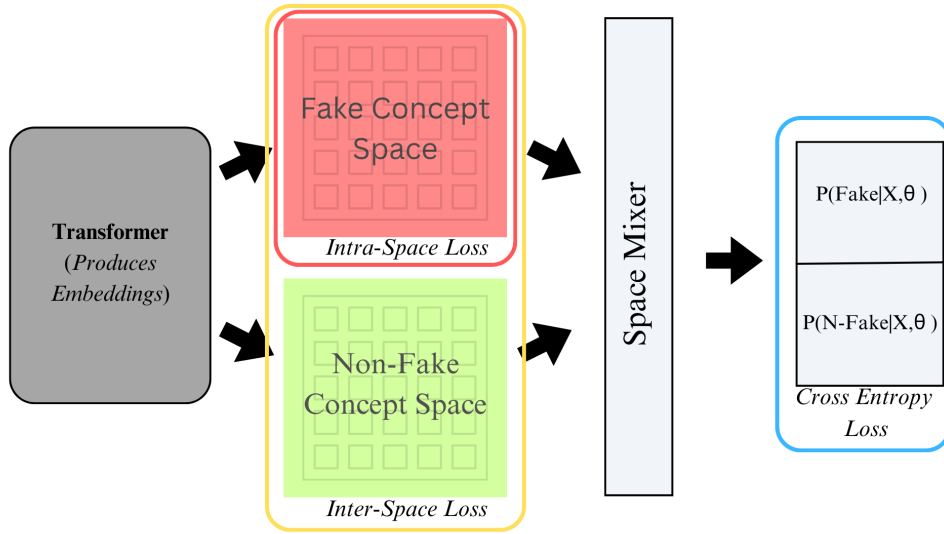 Transformer
(Produces
Embeddings)
Fake Concept
Space
Intra-Space Loss
Non-Fake
Concept Space
Inter-Space Loss
Space Mixer
P(Fake|X,θ )
P(N-Fake|X,θ )
Cross Entropy
Loss